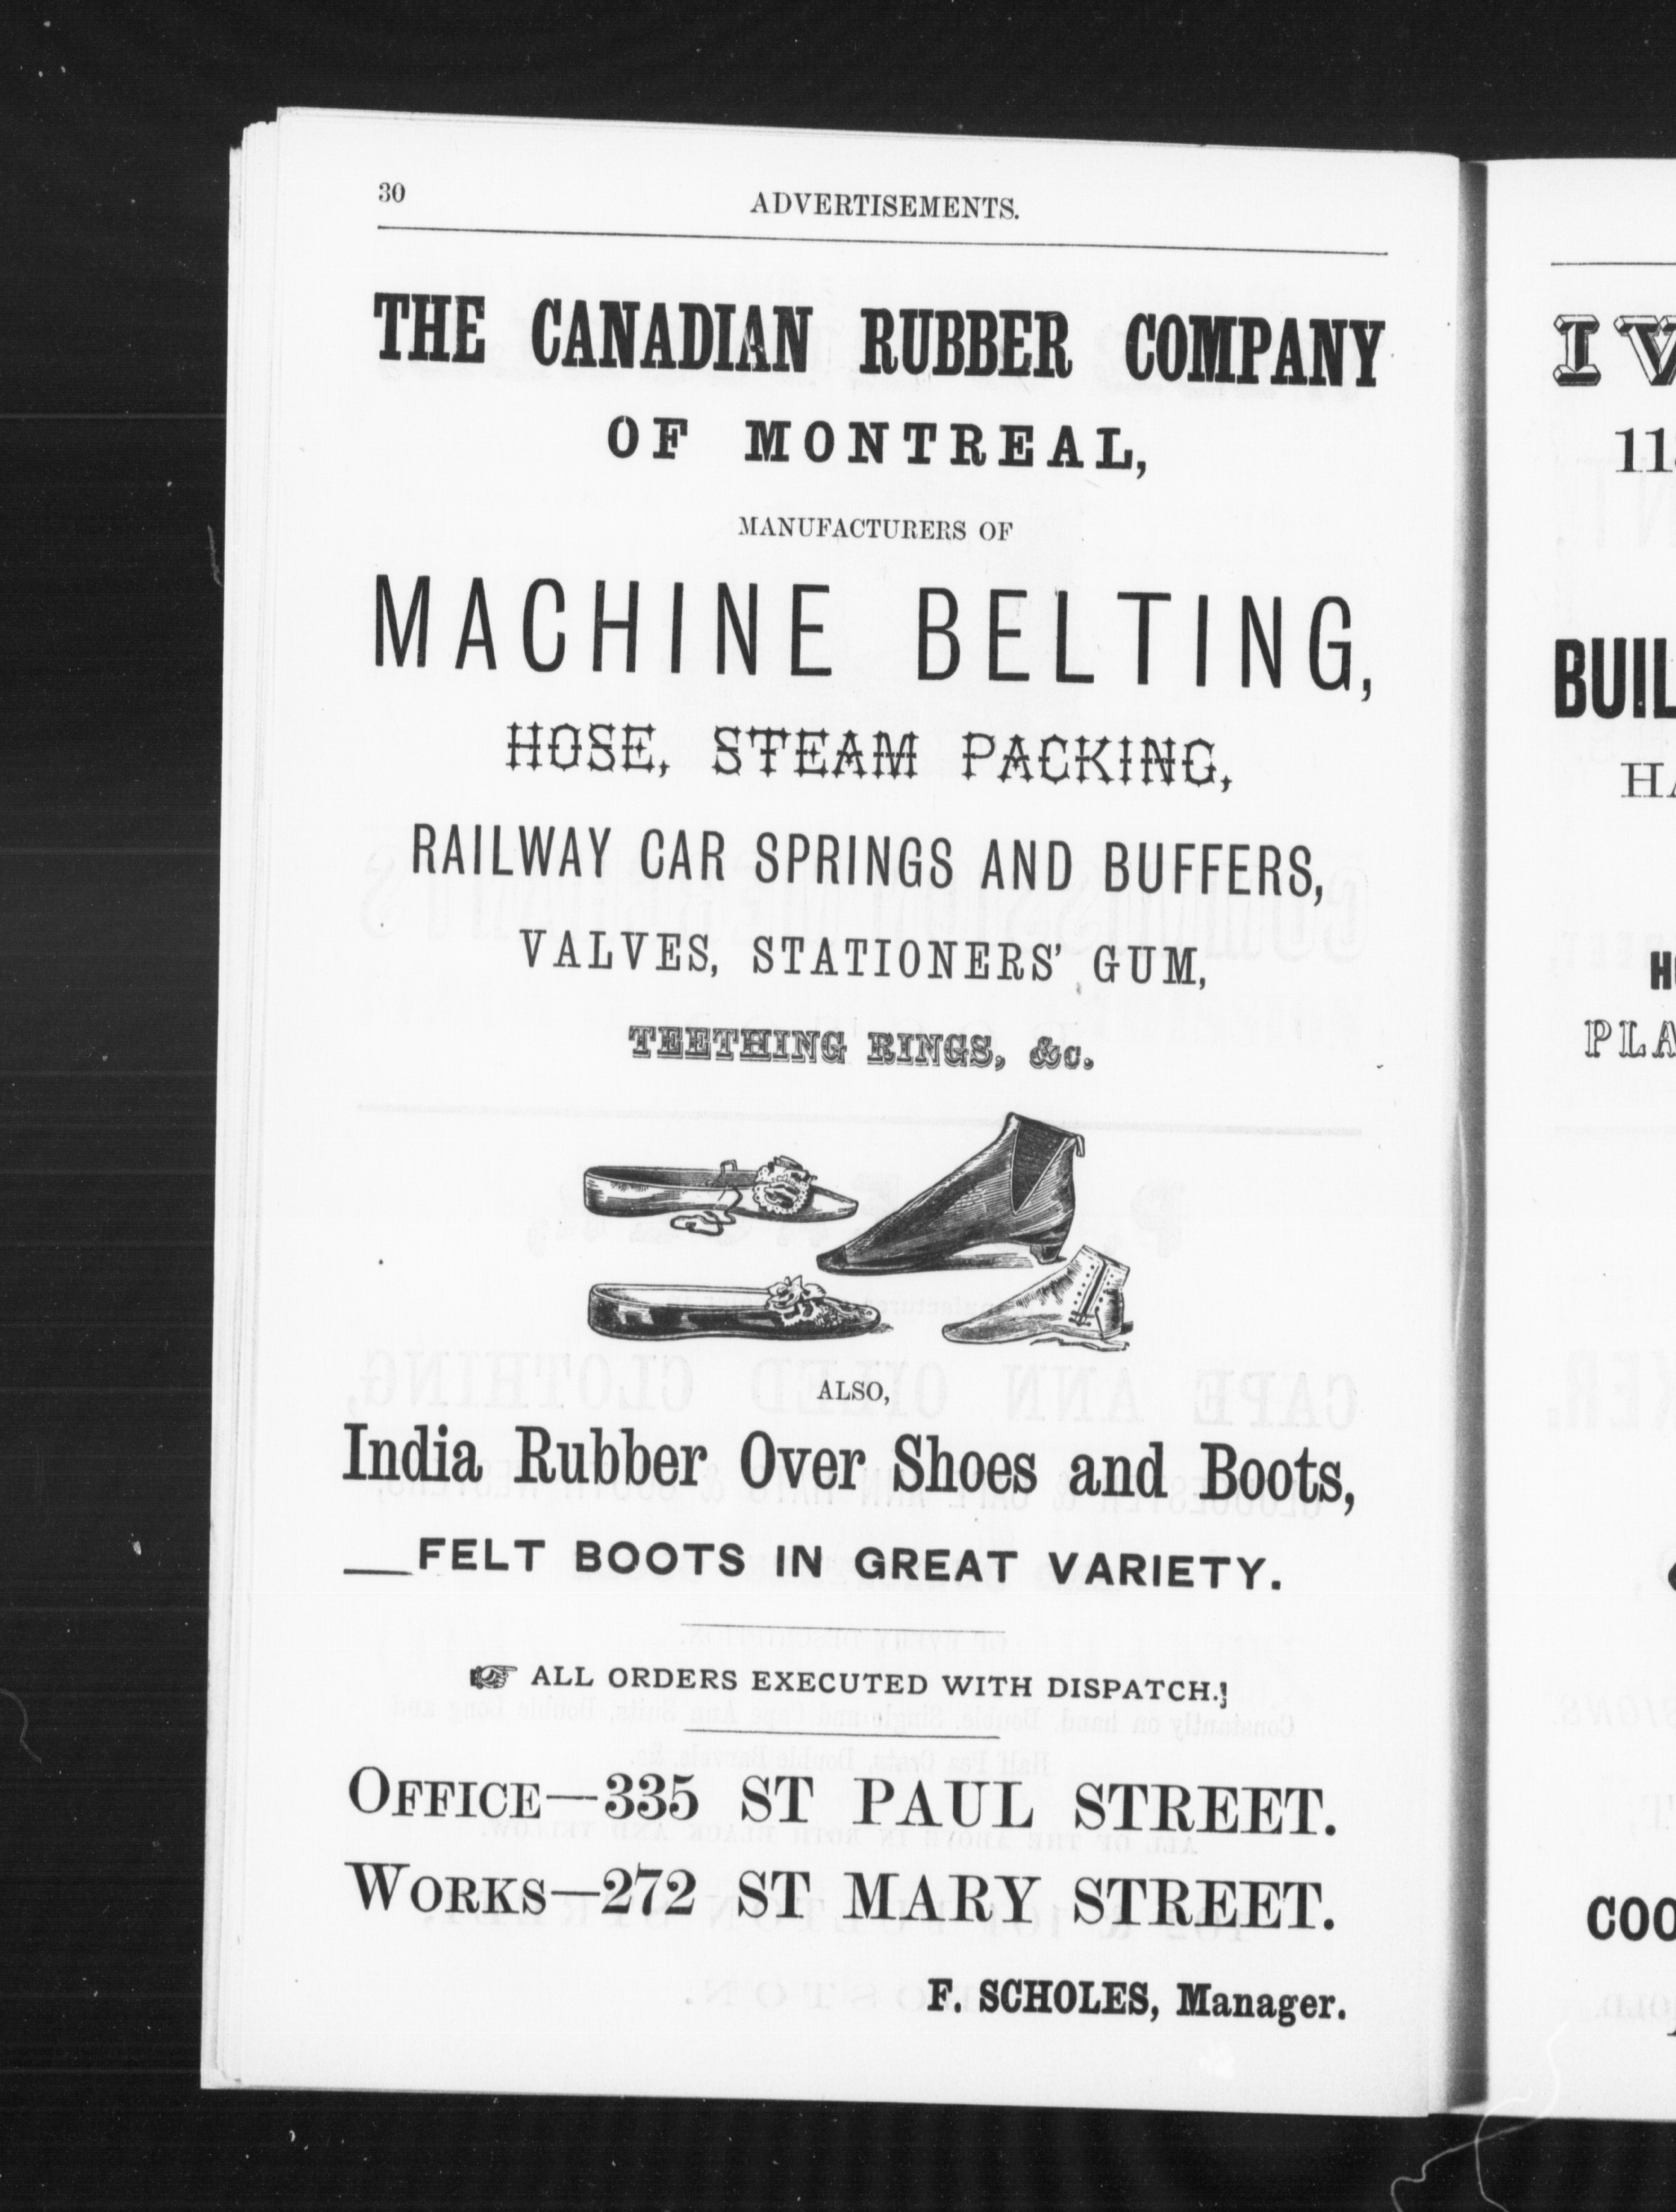 30
ADVERTISEMENTS.
THE CANADIAN RUBBER COMPANY
OF MONTREAL,
MANUFACTURERS OF
MACHINE BELTING,
HOSE, STEAM PACKING,
RAILWAY CAR SPRINGS AND BUFFERS,
VALVES, STATIONERS' GUM,
TEETHING RINGS, &c.
ALSO,
India Rubber Over Shoes and Boots,
FELT BOOTS IN GREAT VARIETY.
☞ ALL ORDERS EXECUTED WITH DISPATCH.
OFFICE—335 ST PAUL STREET.
WORKS—272 ST MARY STREET.
F. SCHOLES, Manager.